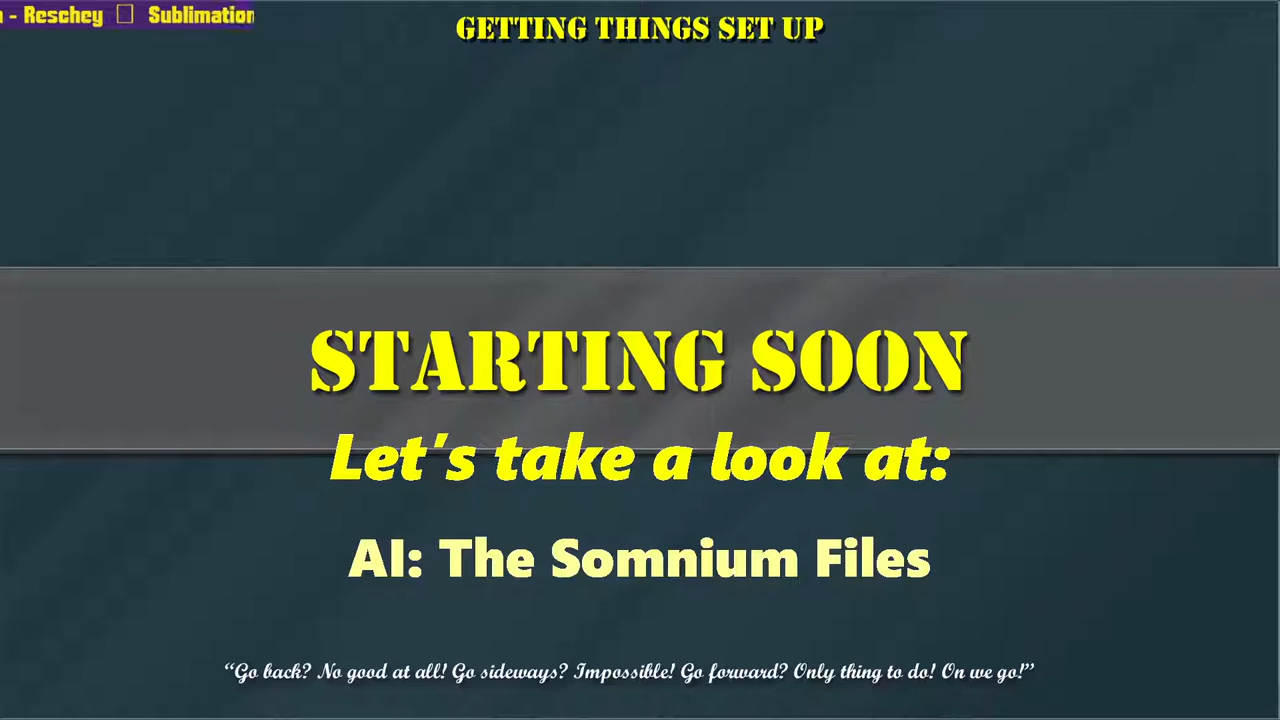 - Reschey □ Sublimation
GETTING THINGS SET UP
STARTING SOON
Let's take a look at:
AI: The Somnium Files
“Go back? No good at all! Go sideways? Impossible! Go forward? Only thing to do! On we go!”